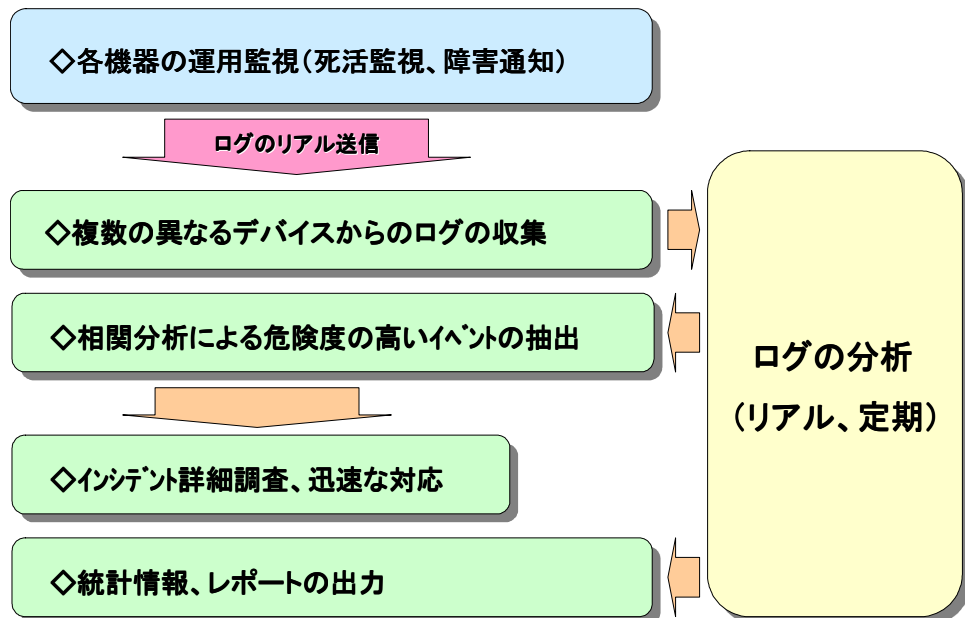 ◇各機器の運用監視(死活監視、障害通知)
ログのリアル送信
◇複数の異なるデバイスからのログの収集
◇相関分析による危険度の高いｲﾍﾞﾝﾄの抽出
ログの分析
(リアル、定期)
◇ｲﾝｼﾃﾞﾝﾄ詳細調査、迅速な対応
◇統計情報、レポートの出力